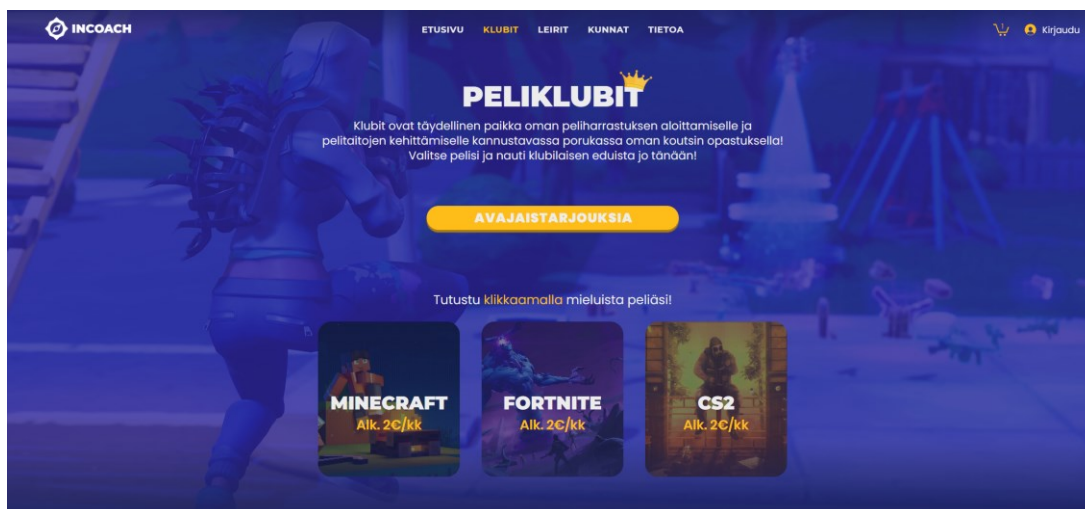 INCOACH
ETUSIVU KLUBIT LEIRIT KUNNAT TIETOA
Kirjaudu
PELIKLUBIT
Klubit ovat täydellinen paikka oman peliharrastuksen aloittamiselle ja
pelitaitojen kehittämiselle kannustavassa porukassa oman koutsin opastuksella!
Valitse pelisi ja nauti klubilaisen eduista jo tänään!
AVAJAISTARJOUKSIA
Tutustu klikkaamalla mieluista peliäsi!
MINECRAFT
Alk. 2€/kk
FORTNITE
Alk. 2€/kk
CS2
Alk. 2€/kk